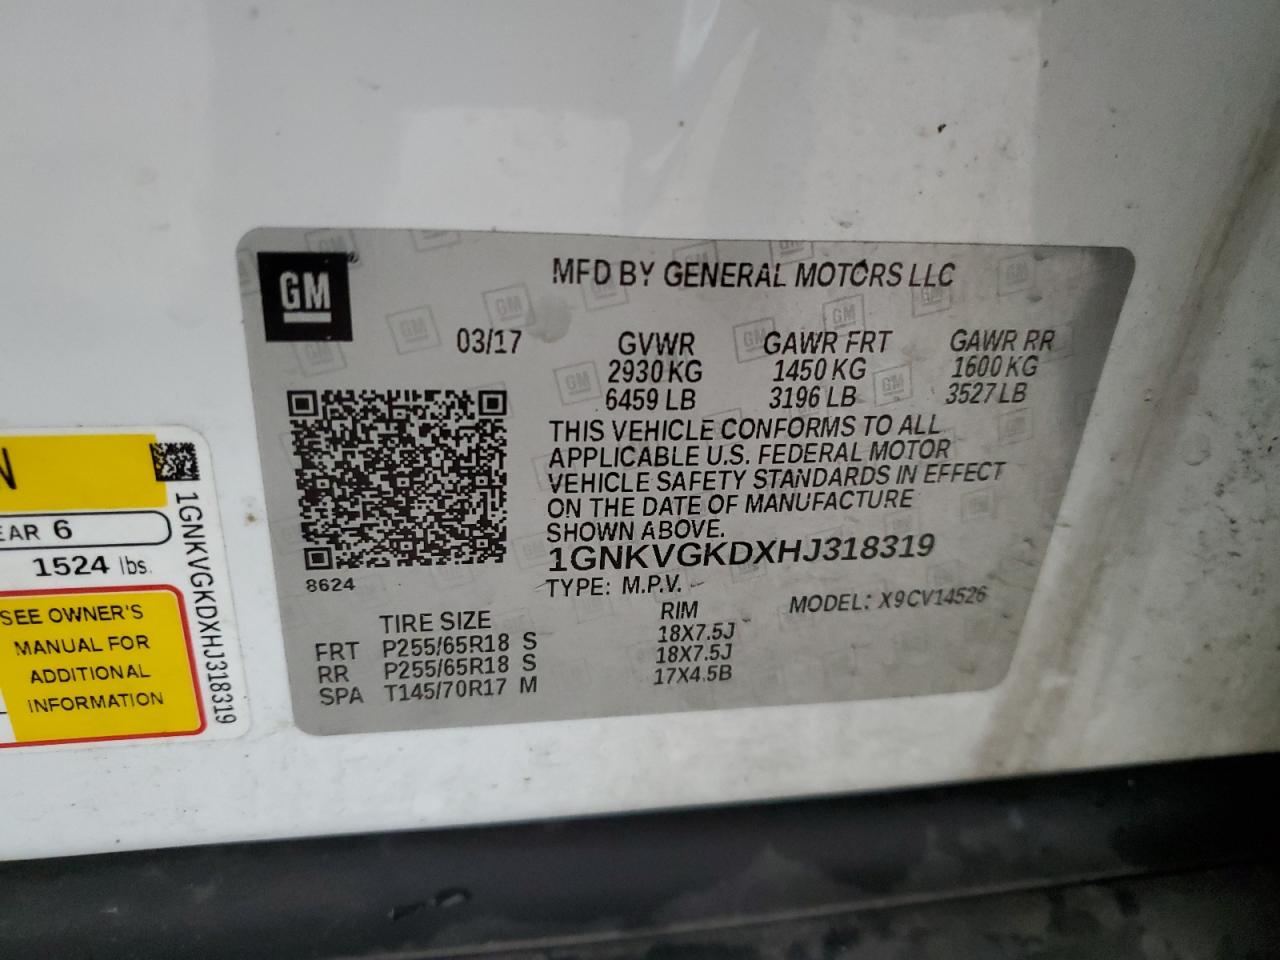 GM
MFD BY GENERAL MOTORS LLC
03/17 GVWR GAWR FRT GAWR RR
2930 KG 1450 KG 1600 KG
6459 LB 3196 LB 3527 LB
THIS VEHICLE CONFORMS TO ALL
APPLICABLE U.S. FEDERAL MOTOR
VEHICLE SAFETY STANDARDS IN EFFECT
ON THE DATE OF MANUFACTURE
SHOWN ABOVE.
1GNKVGKDXHJ318319
8624
TYPE: M.P.V. MODEL: X9CV14526
TIRE SIZE RIM
FRT P255/65R18 S 18X7.5J
RR P255/65R18 S 18X7.5J
SPA T145/70R17 M 17X4.5B
N
EAR 6
1524 lbs.
SEE OWNER'S
MANUAL FOR
ADDITIONAL
INFORMATION
1GNKVGKDXHJ318319